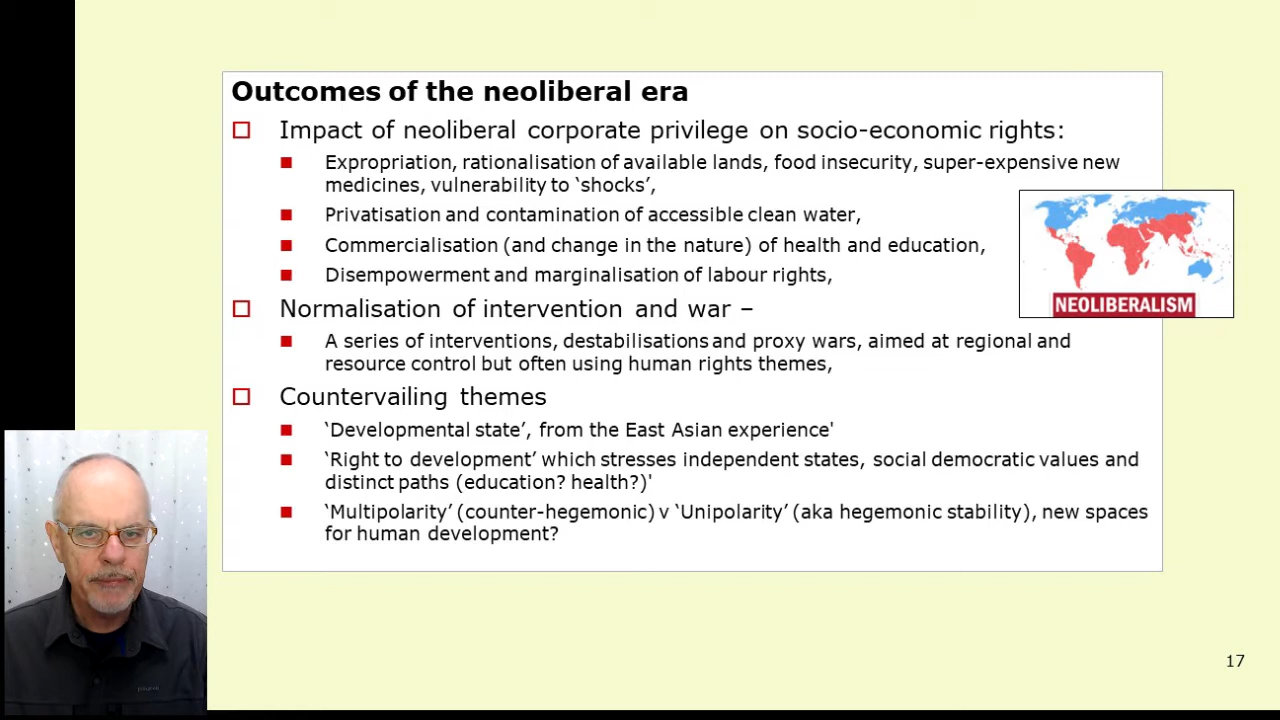 Outcomes of the neoliberal era
Impact of neoliberal corporate privilege on socio-economic rights:
Expropriation, rationalisation of available lands, food insecurity, super-expensive new
medicines, vulnerability to ‘shocks’,
Privatisation and contamination of accessible clean water,
Commercialisation (and change in the nature) of health and education,
Disempowerment and marginalisation of labour rights,
NEOLIBERALISM
Normalisation of intervention and war –
A series of interventions, destabilisations and proxy wars, aimed at regional and
resource control but often using human rights themes,
Countervailing themes
‘Developmental state’, from the East Asian experience'
‘Right to development’ which stresses independent states, social democratic values and
distinct paths (education? health?)'
‘Multipolarity’ (counter-hegemonic) v ‘Unipolarity’ (aka hegemonic stability), new spaces
for human development?
17